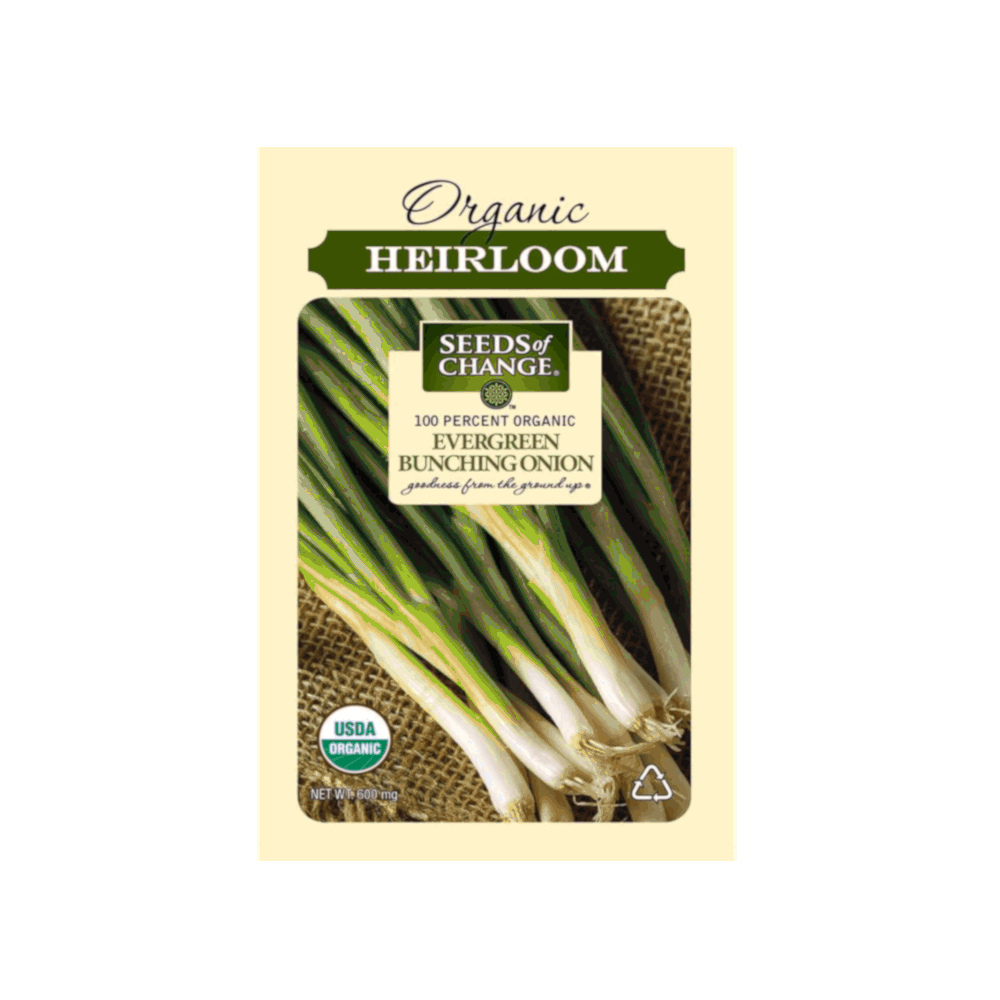 Organic
HEIRLOOM
SEEDS of
CHANGE®
™
100 PERCENT ORGANIC
EVERGREEN
BUNCHING ONION
goodness from the ground up®
USDA
ORGANIC
NET WT. 600 mg